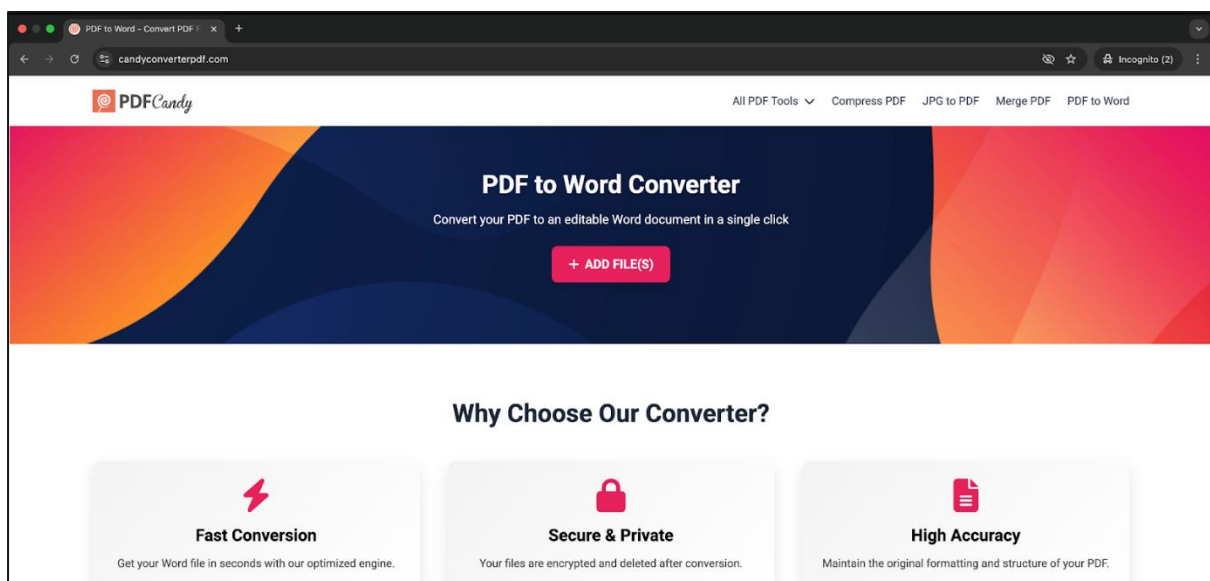 PDF to Word - Convert PDF F
candyconverterpdf.com
Incognito (2)
PDFCandy
All PDF Tools
Compress PDF
JPG to PDF
Merge PDF
PDF to Word
PDF to Word Converter
Convert your PDF to an editable Word document in a single click
+ ADD FILE(S)
Why Choose Our Converter?
Fast Conversion
Get your Word file in seconds with our optimized engine.
Secure & Private
Your files are encrypted and deleted after conversion.
High Accuracy
Maintain the original formatting and structure of your PDF.